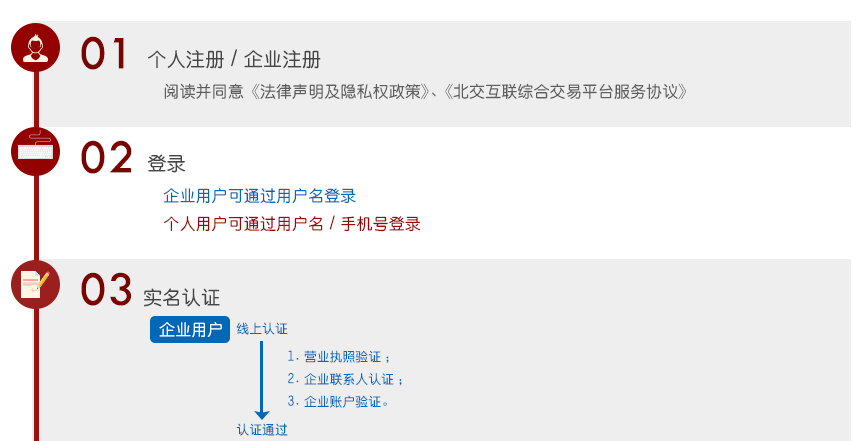 01 个人注册 / 企业注册
阅读并同意《法律声明及隐私权政策》、《北交互联综合交易平台服务协议》
02 登录
企业用户可通过用户名登录
个人用户可通过用户名 / 手机号登录
03 实名认证
企业用户 线上认证
1. 营业执照验证；
2. 企业联系人认证；
3. 企业账户验证。
认证通过